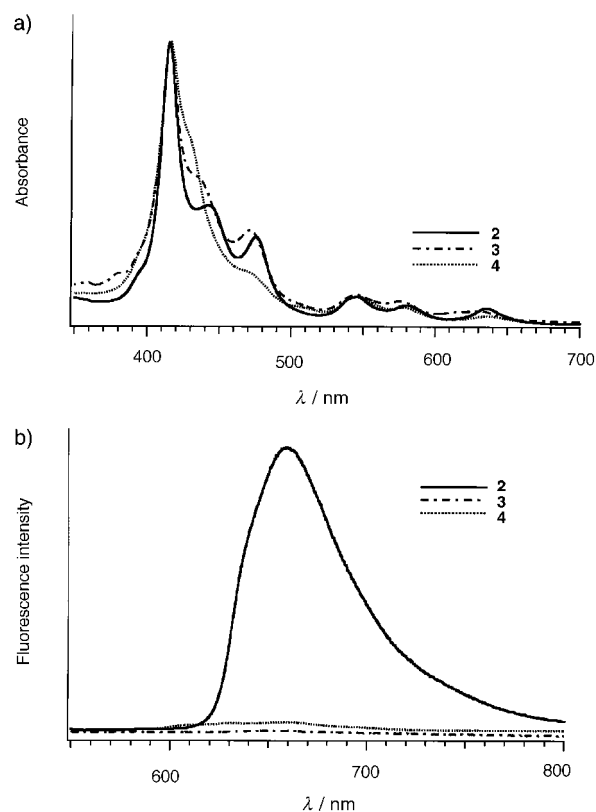 a)
Absorbance
2
3
4
400
500
600
700
λ / nm
b)
Fluorescence intensity
2
3
4
600
700
800
λ / nm